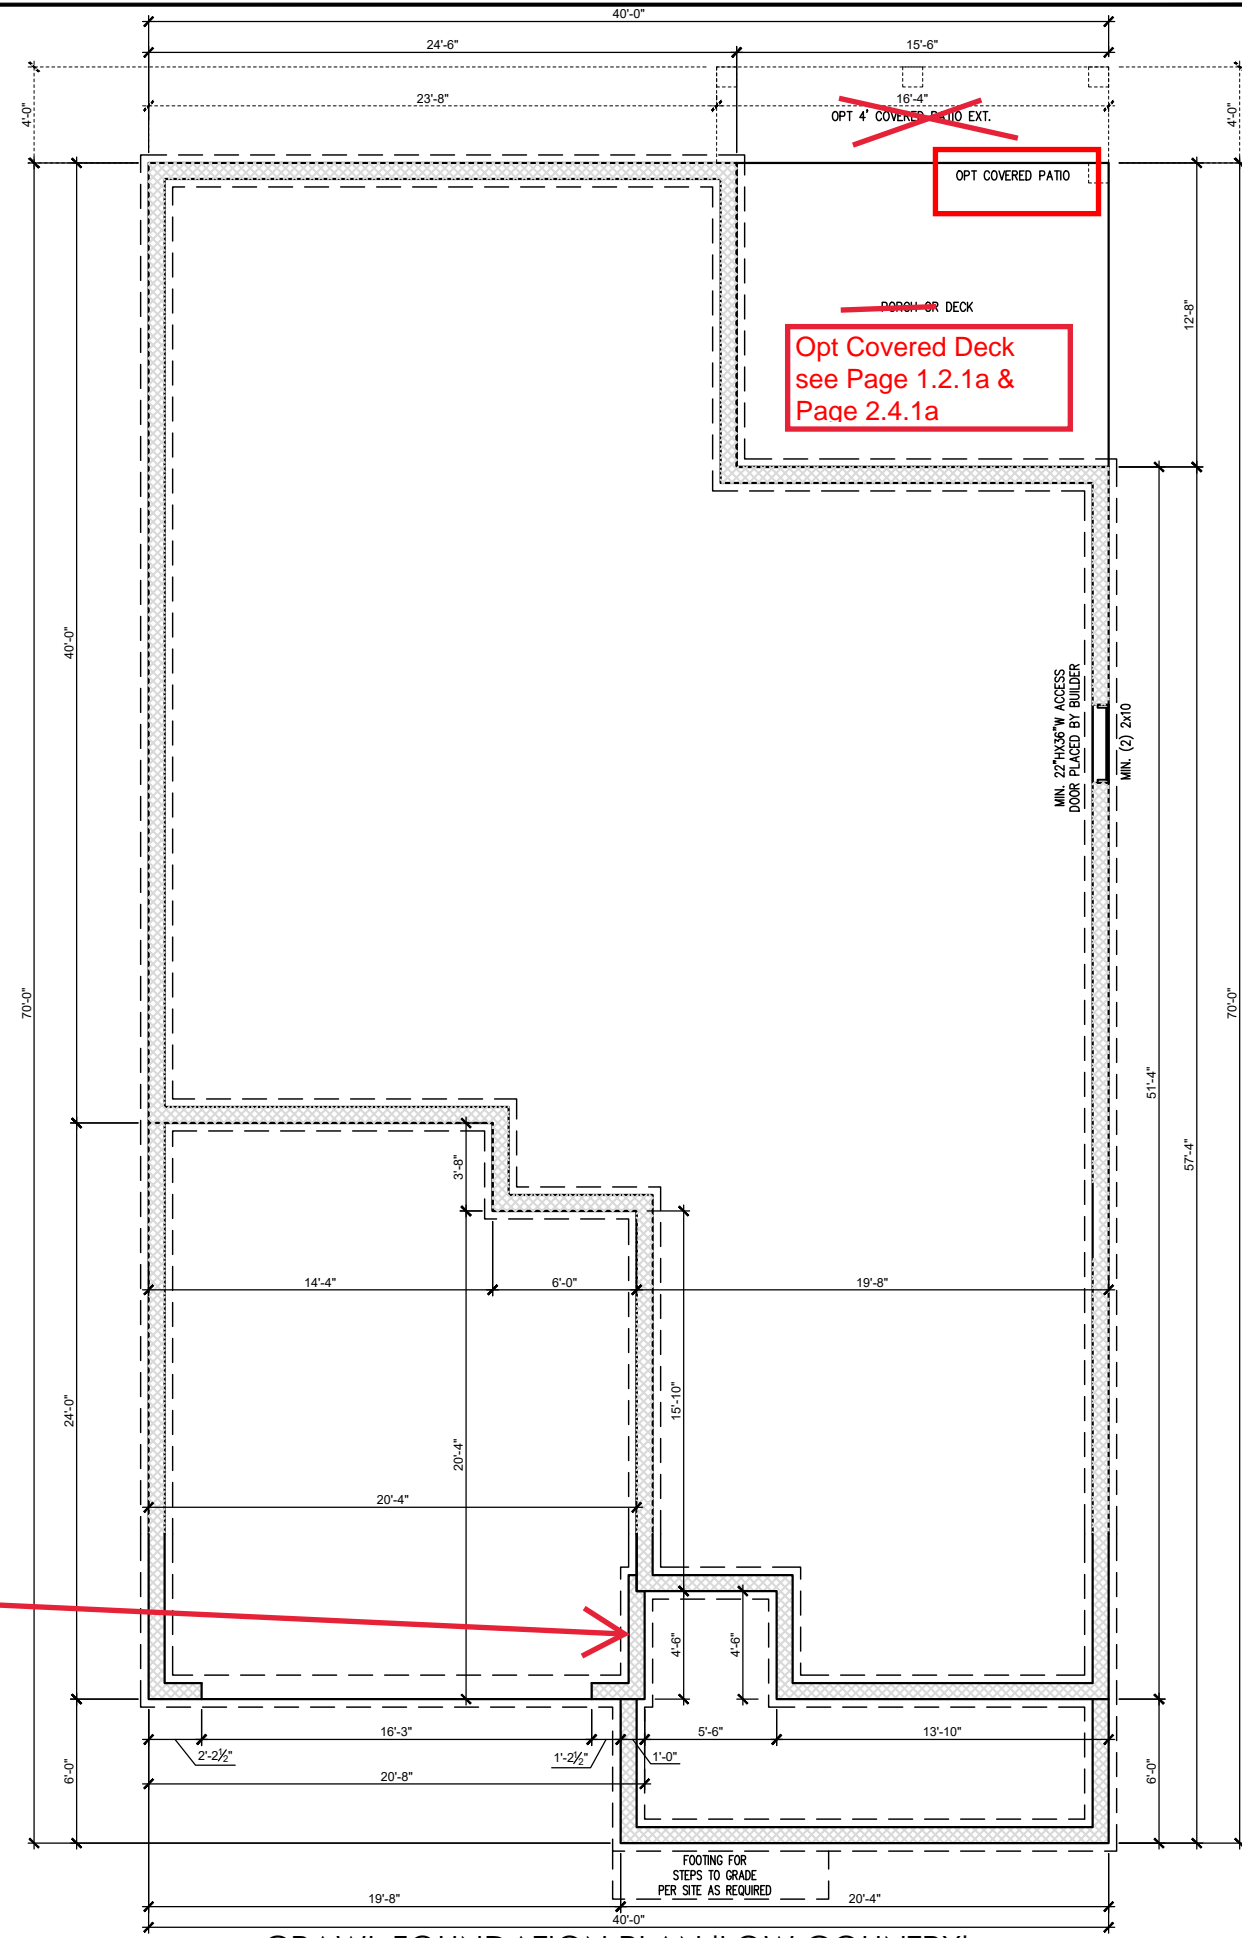 40'-0"
24'-6"
15'-6"
4'-0"
23'-8"
16'-4"
4'-0"
OPT 4' COVERED PATIO EXT.
OPT COVERED PATIO
PORCH OR DECK
12'-8"
Opt Covered Deck
see Page 1.2.1a &
Page 2.4.1a
40'-0"
MIN. 22"HX36"W ACCESS
DOOR PLACED BY BUILDER
MIN. (2) 2x10
70'-0"
70'-0"
51'-4"
57'-4"
3'-8"
14'-4"
6'-0"
19'-8"
24'-0"
15'-10"
20'-4"
20'-4"
4'-6"
4'-6"
16'-3"
5'-6"
13'-10"
2'-2½"
1'-2½"
1'-0"
20'-8"
6'-0"
6'-0"
FOOTING FOR
STEPS TO GRADE
PER SITE AS REQUIRED
19'-8"
20'-4"
40'-0"
CRAWL FOUNDATION PLAN 'LOW COUNTRY'